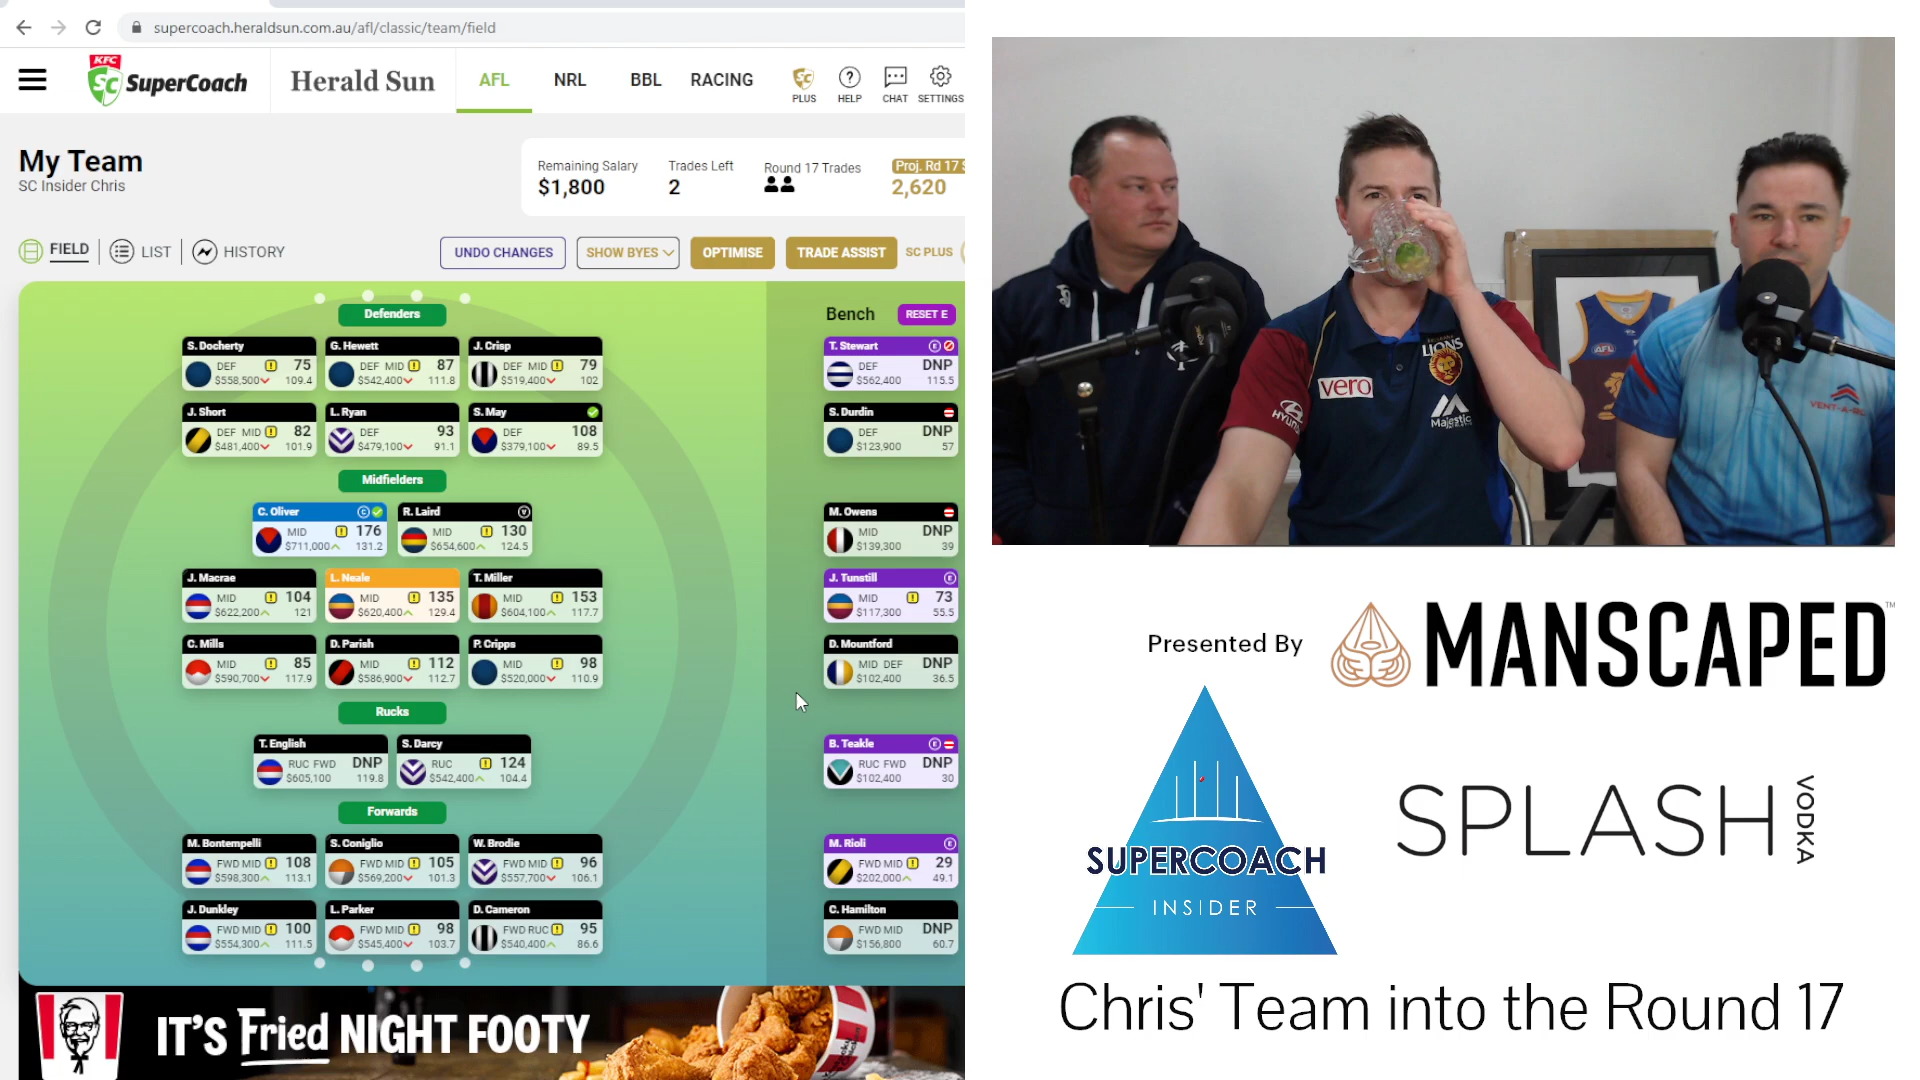 supercoach.heraldsun.com.au/afl/classic/team/field
KFC
SC SuperCoach
Herald Sun
AFL
NRL
BBL
RACING
SC
PLUS
?
HELP
CHAT
SETTINGS
My Team
SC Insider Chris
Remaining Salary
$1,800
Trades Left
2
Round 17 Trades
Proj. Rd 17 S
2,620
FIELD
LIST
HISTORY
UNDO CHANGES
SHOW BYES
OPTIMISE
TRADE ASSIST
SC PLUS
Defenders
S. Docherty
DEF ! 75
$558,500 109.4
G. Hewett
DEF MID ! 87
$542,400 111.8
J. Crisp
DEF MID ! 79
$519,400 102
J. Short
DEF MID ! 82
$481,400 101.9
L. Ryan
DEF 93
$479,100 91.1
S. May
DEF 108
$379,100 89.5
Midfielders
C. Oliver C
MID ! 176
$711,000 131.2
R. Laird V
MID ! 130
$654,600 124.5
J. Macrae
MID ! 104
$622,200 121
L. Neale
MID ! 135
$620,400 129.4
T. Miller
MID ! 153
$604,100 117.7
C. Mills
MID ! 85
$590,700 117.9
D. Parish
MID ! 112
$586,900 112.7
P. Cripps
MID ! 98
$520,000 110.9
Rucks
T. English
RUC FWD DNP
$605,100 119.8
S. Darcy
RUC ! 124
$542,400 104.4
Forwards
M. Bontempelli
FWD MID ! 108
$598,300 113.1
S. Coniglio
FWD MID ! 105
$569,200 101.3
W. Brodie
FWD MID ! 96
$557,700 106.1
J. Dunkley
FWD MID ! 100
$554,300 111.5
L. Parker
FWD MID ! 98
$545,400 103.7
D. Cameron
FWD RUC ! 95
$540,400 86.6
Bench
RESET E
T. Stewart E
DEF DNP
$562,400 115.5
S. Durdin
DEF DNP
$123,900 57
M. Owens
MID DNP
$139,300 39
J. Tunstill E
MID ! 73
$117,300 55.5
D. Mountford
MID DEF DNP
$102,400 36.5
B. Teakle E
RUC FWD DNP
$102,400 30
M. Rioli E
FWD MID ! 29
$202,000 49.1
C. Hamilton
FWD MID DNP
$156,800 60.7
IT'S Fried NIGHT FOOTY
LIONS
vero
HYUNDAI
Majestic
AFL
VENT-A-
Presented By
MANSCAPED
TM
SUPERCOACH
INSIDER
SPLASH
VODKA
Chris' Team into the Round 17